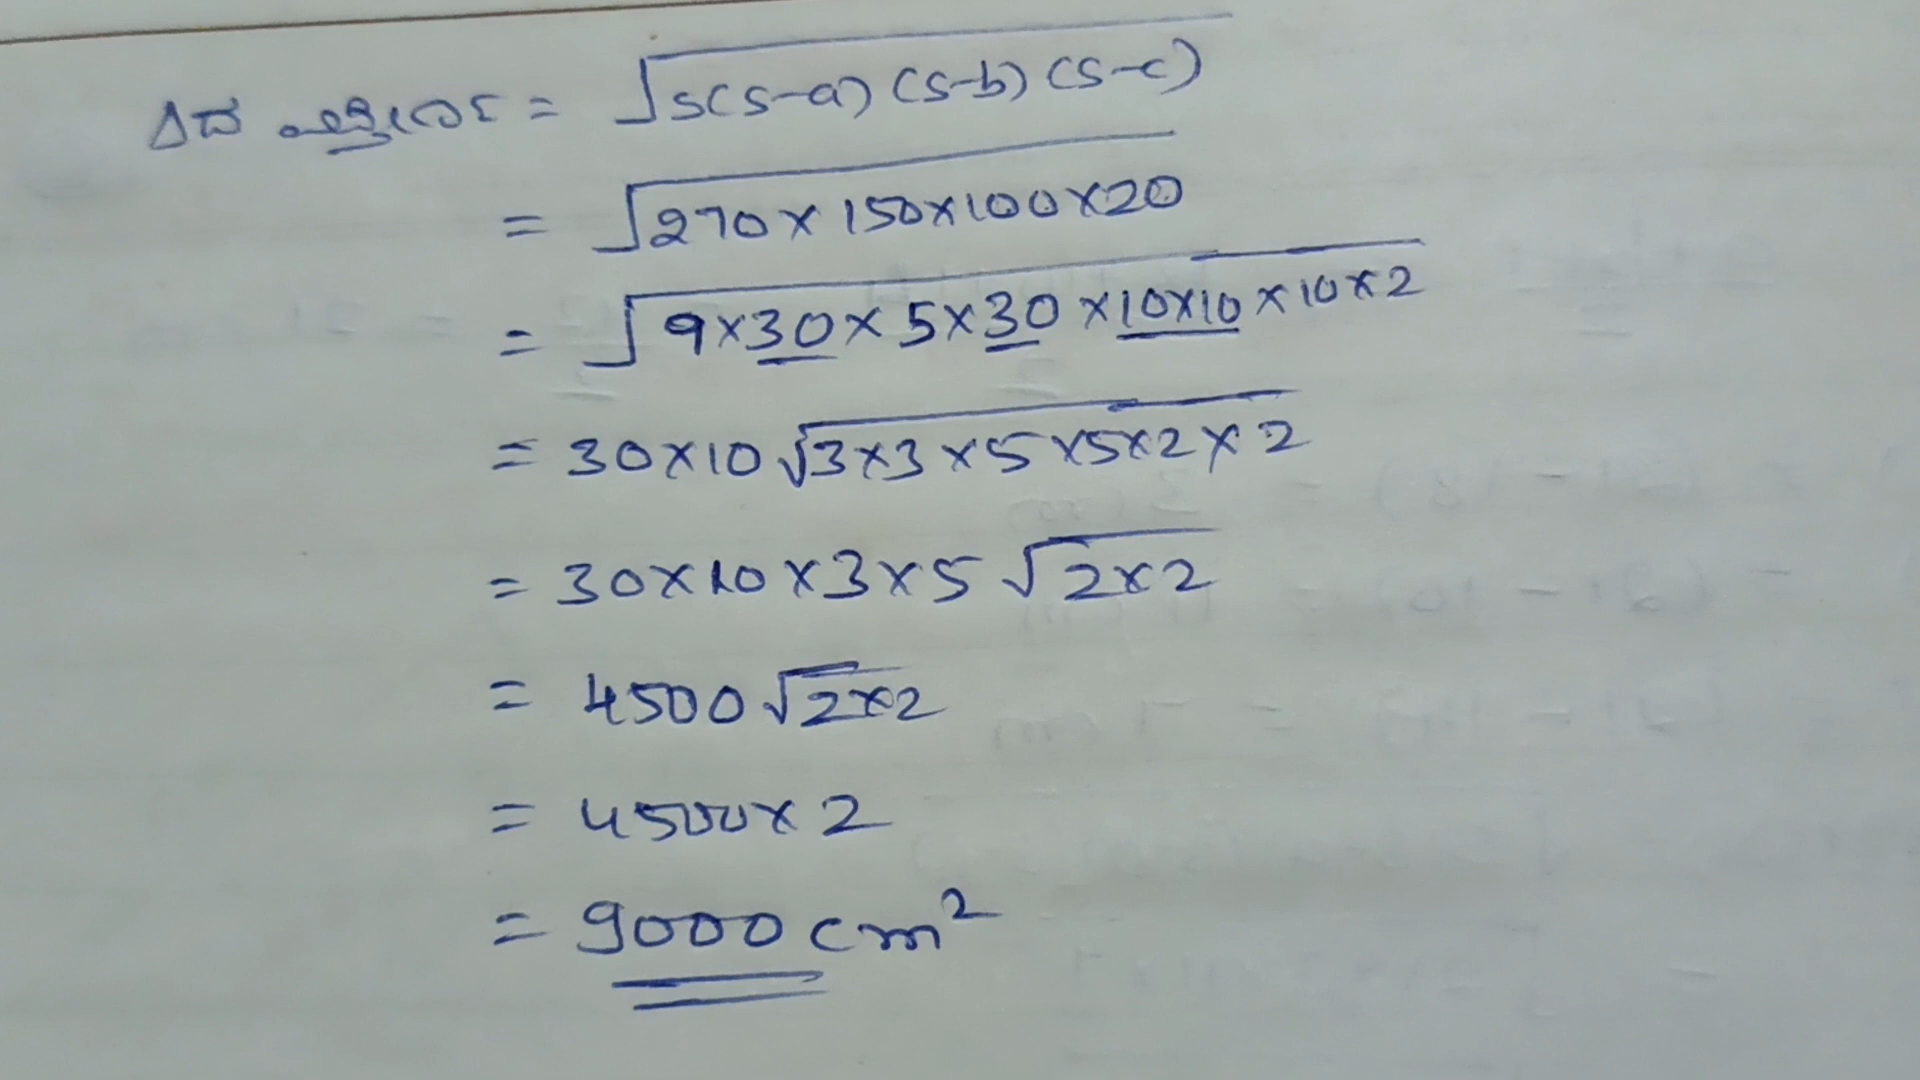 Δದ ವಿಸ್ತೀರ್ಣ = √s(s-a) (s-b) (s-c)
= √270 × 150 × 100 × 20
= √9 × 30 × 5 × 30 × 10 × 10 × 10 × 2
= 30 × 10 √3 × 3 × 5 × 5 × 2 × 2
= 30 × 10 × 3 × 5 √2 × 2
= 4500 √2 × 2
= 4500 × 2
= 9000 cm²